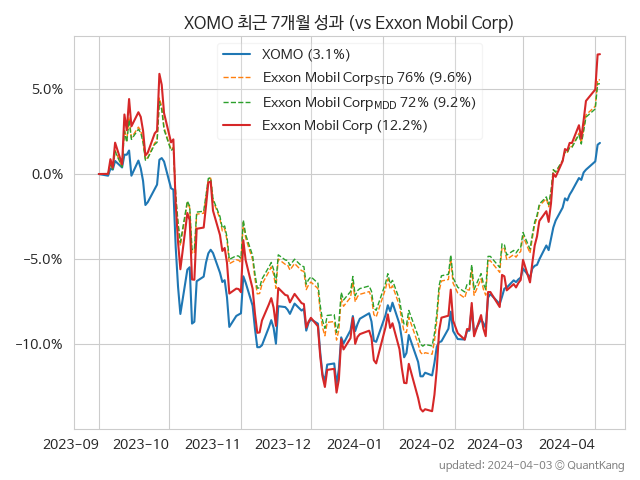 XOMO 최근 7개월 성과 (vs Exxon Mobil Corp)
XOMO (3.1%)
Exxon Mobil CorpSTD 76% (9.6%)
Exxon Mobil CorpMDD 72% (9.2%)
Exxon Mobil Corp (12.2%)
5.0%
0.0%
−5.0%
−10.0%
2023-09 2023-10 2023-11 2023-12 2024-01 2024-02 2024-03 2024-04
updated: 2024-04-03 © QuantKang